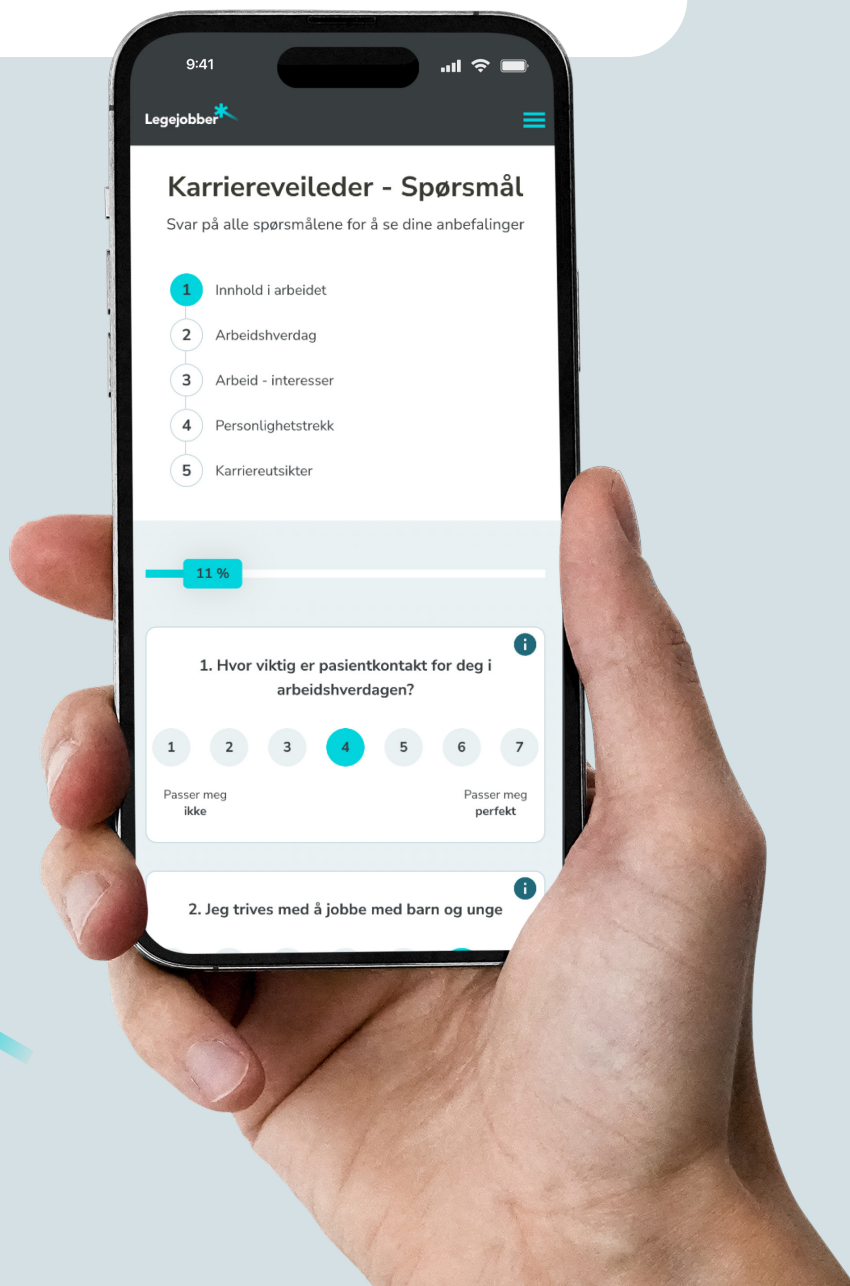 9:41
Legejobber
Karriereveileder - Spørsmål
Svar på alle spørsmålene for å se dine anbefalinger
1 Innhold i arbeidet
2 Arbeidshverdag
3 Arbeid - interesser
4 Personlighetstrekk
5 Karriereutsikter
11 %
i
1. Hvor viktig er pasientkontakt for deg i
arbeidshverdagen?
1 2 3 4 5 6 7
Passer meg Passer meg
ikke perfekt
i
2. Jeg trives med å jobbe med barn og unge